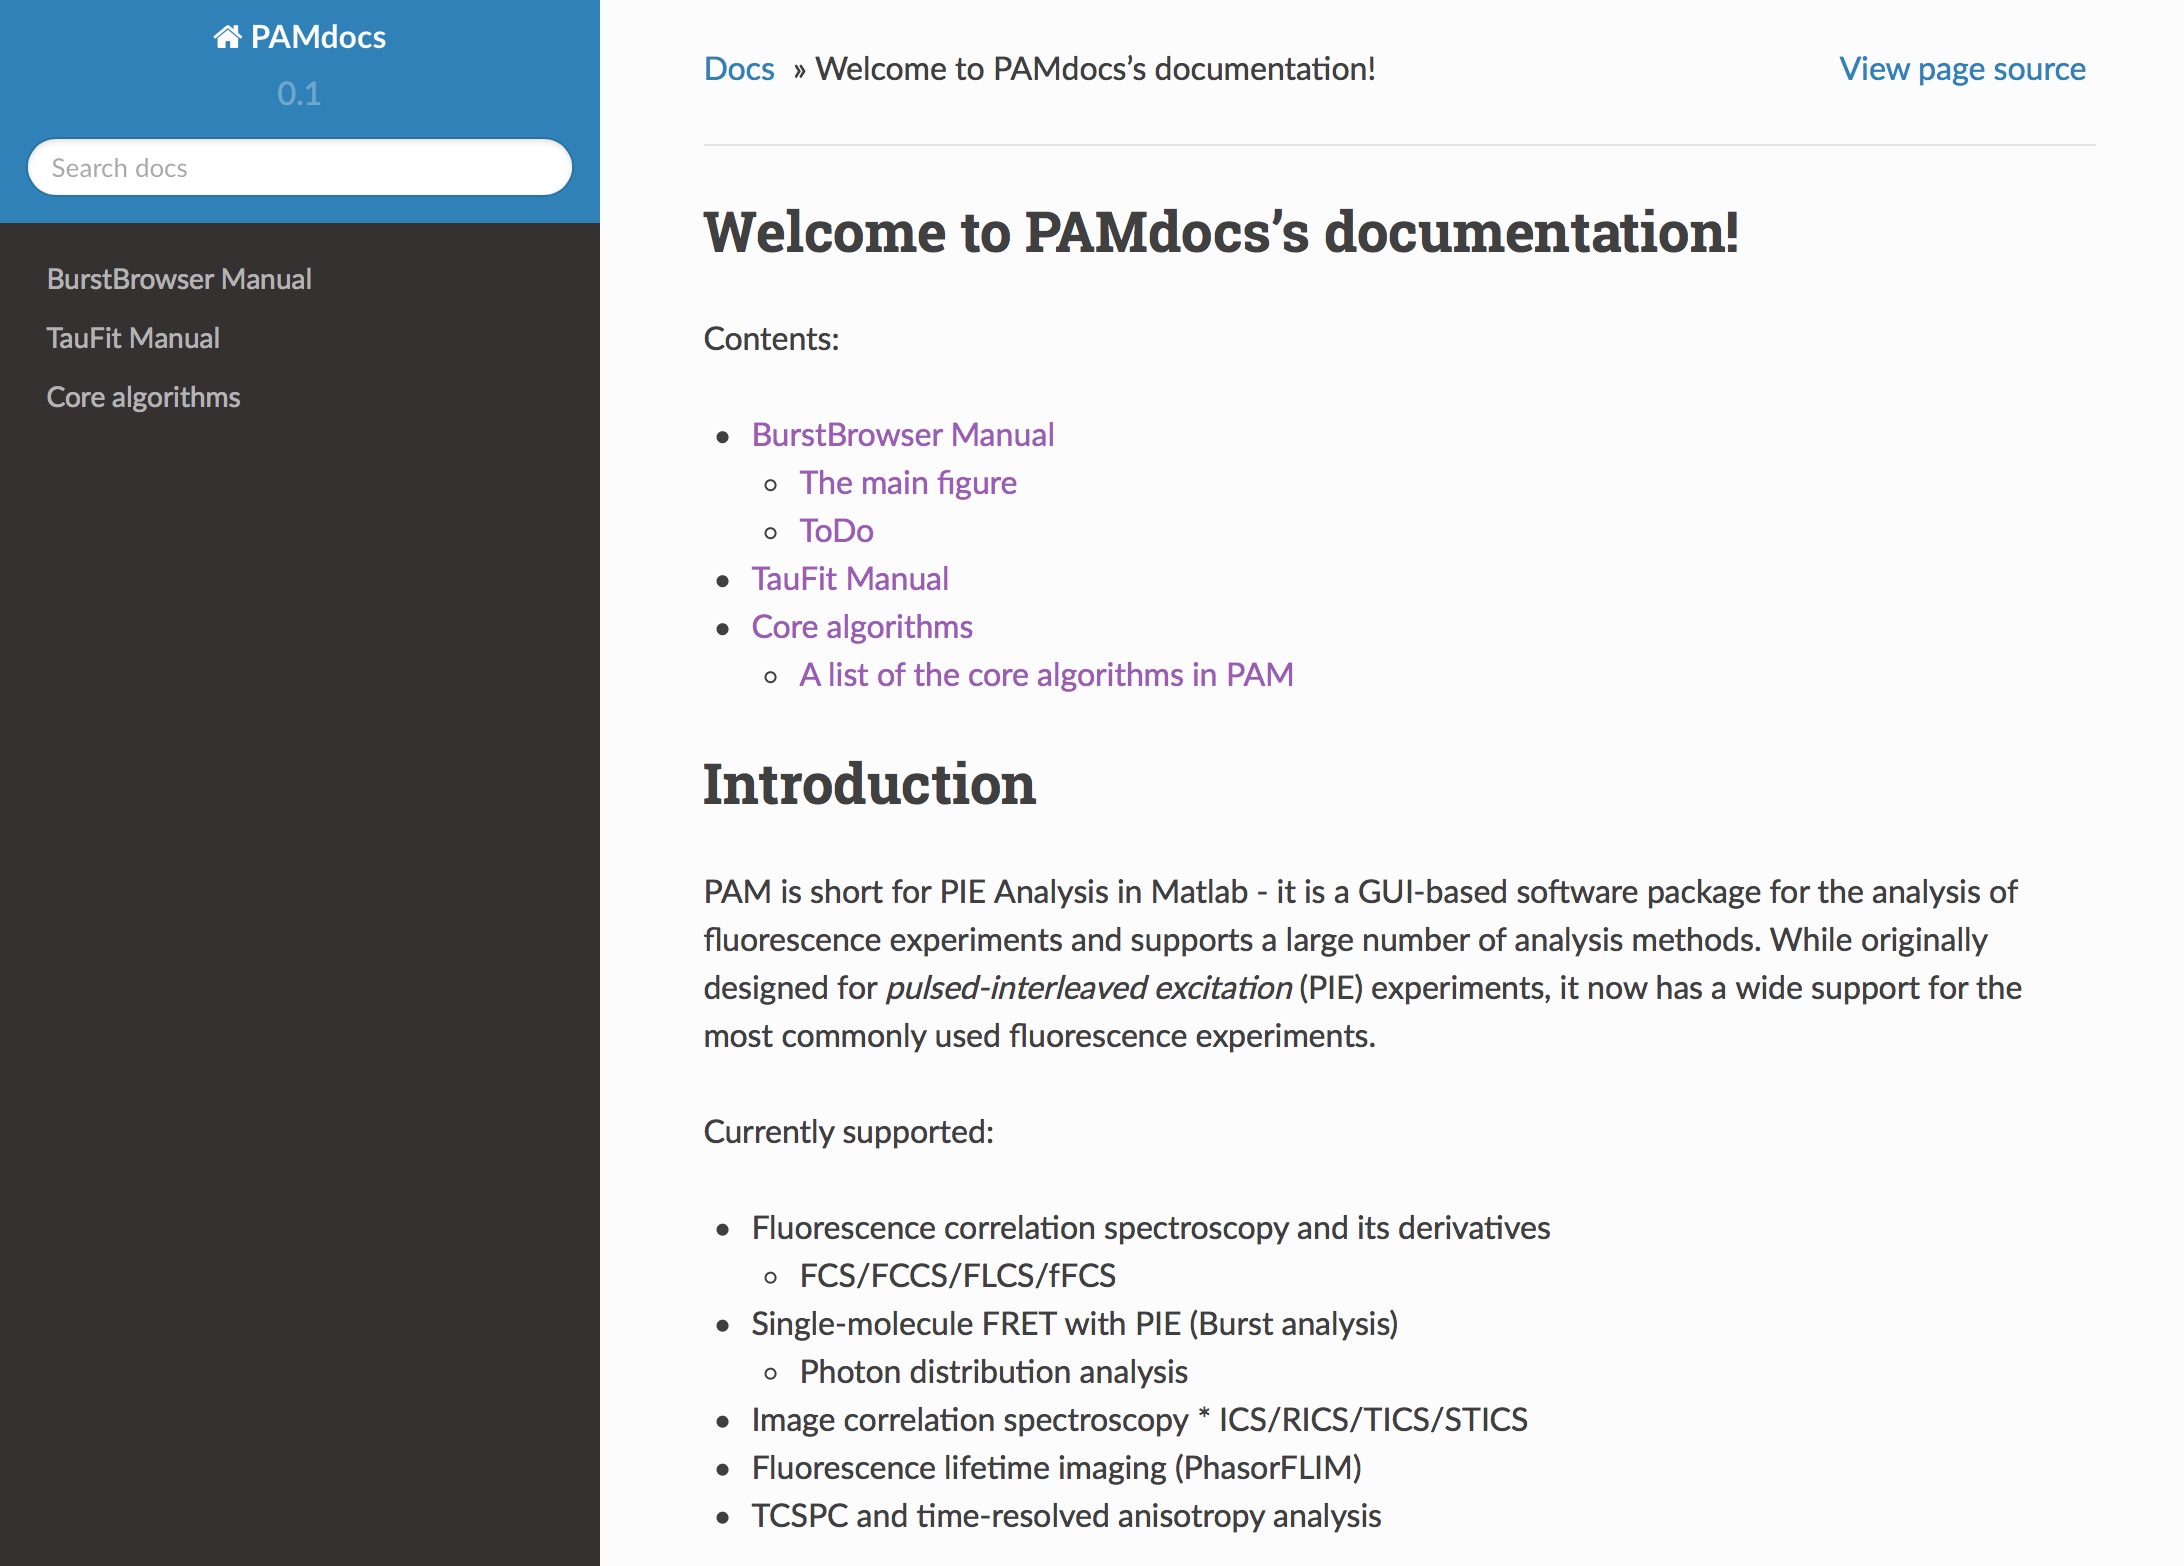 PAMdocs
0.1
Search docs
BurstBrowser Manual
TauFit Manual
Core algorithms
Docs » Welcome to PAMdocs’s documentation!
View page source
Welcome to PAMdocs’s documentation!
Contents:
BurstBrowser Manual
The main figure
ToDo
TauFit Manual
Core algorithms
A list of the core algorithms in PAM
Introduction
PAM is short for PIE Analysis in Matlab - it is a GUI-based software package for the analysis of
fluorescence experiments and supports a large number of analysis methods. While originally
designed for pulsed-interleaved excitation (PIE) experiments, it now has a wide support for the
most commonly used fluorescence experiments.
Currently supported:
Fluorescence correlation spectroscopy and its derivatives
FCS/FCCS/FLCS/fFCS
Single-molecule FRET with PIE (Burst analysis)
Photon distribution analysis
Image correlation spectroscopy * ICS/RICS/TICS/STICS
Fluorescence lifetime imaging (PhasorFLIM)
TCSPC and time-resolved anisotropy analysis